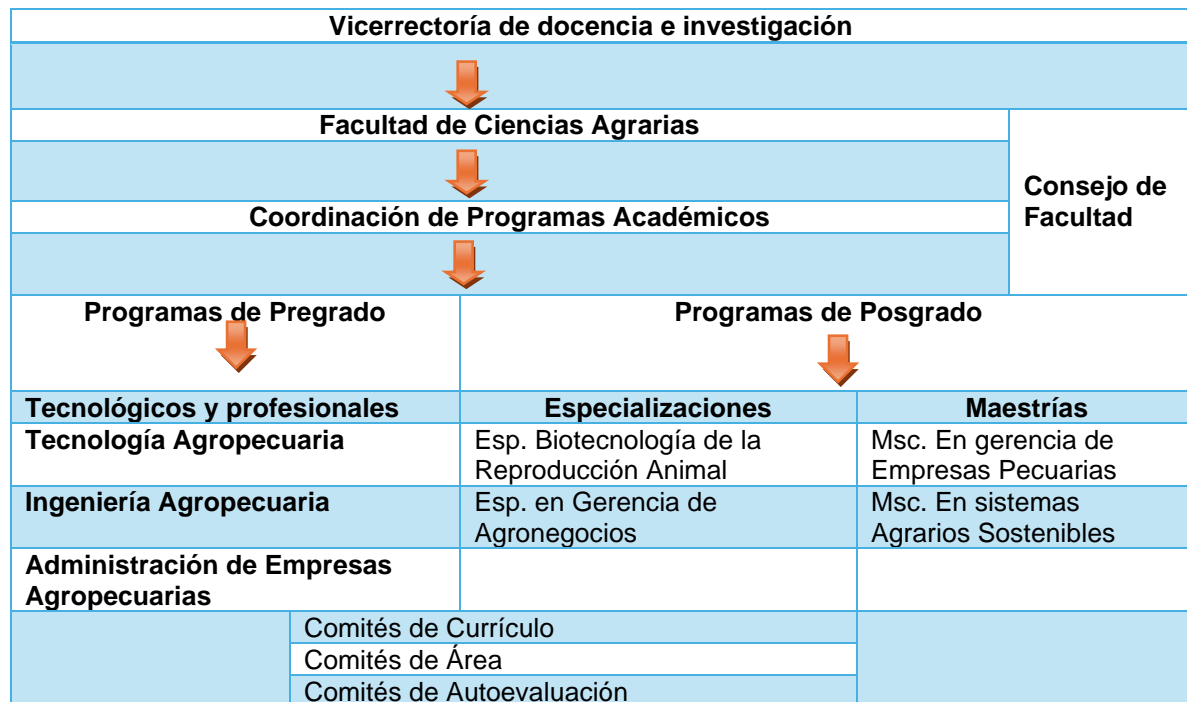 Vicerrectoría de docencia e investigación
Facultad de Ciencias Agrarias
Consejo de
Facultad
Coordinación de Programas Académicos
Programas de Pregrado
Programas de Posgrado
Tecnológicos y profesionales
Especializaciones
Maestrías
Tecnología Agropecuaria
Esp. Biotecnología de la
Reproducción Animal
Msc. En gerencia de
Empresas Pecuarias
Ingeniería Agropecuaria
Esp. en Gerencia de
Agronegocios
Msc. En sistemas
Agrarios Sostenibles
Administración de Empresas
Agropecuarias
Comités de Currículo
Comités de Área
Comités de Autoevaluación